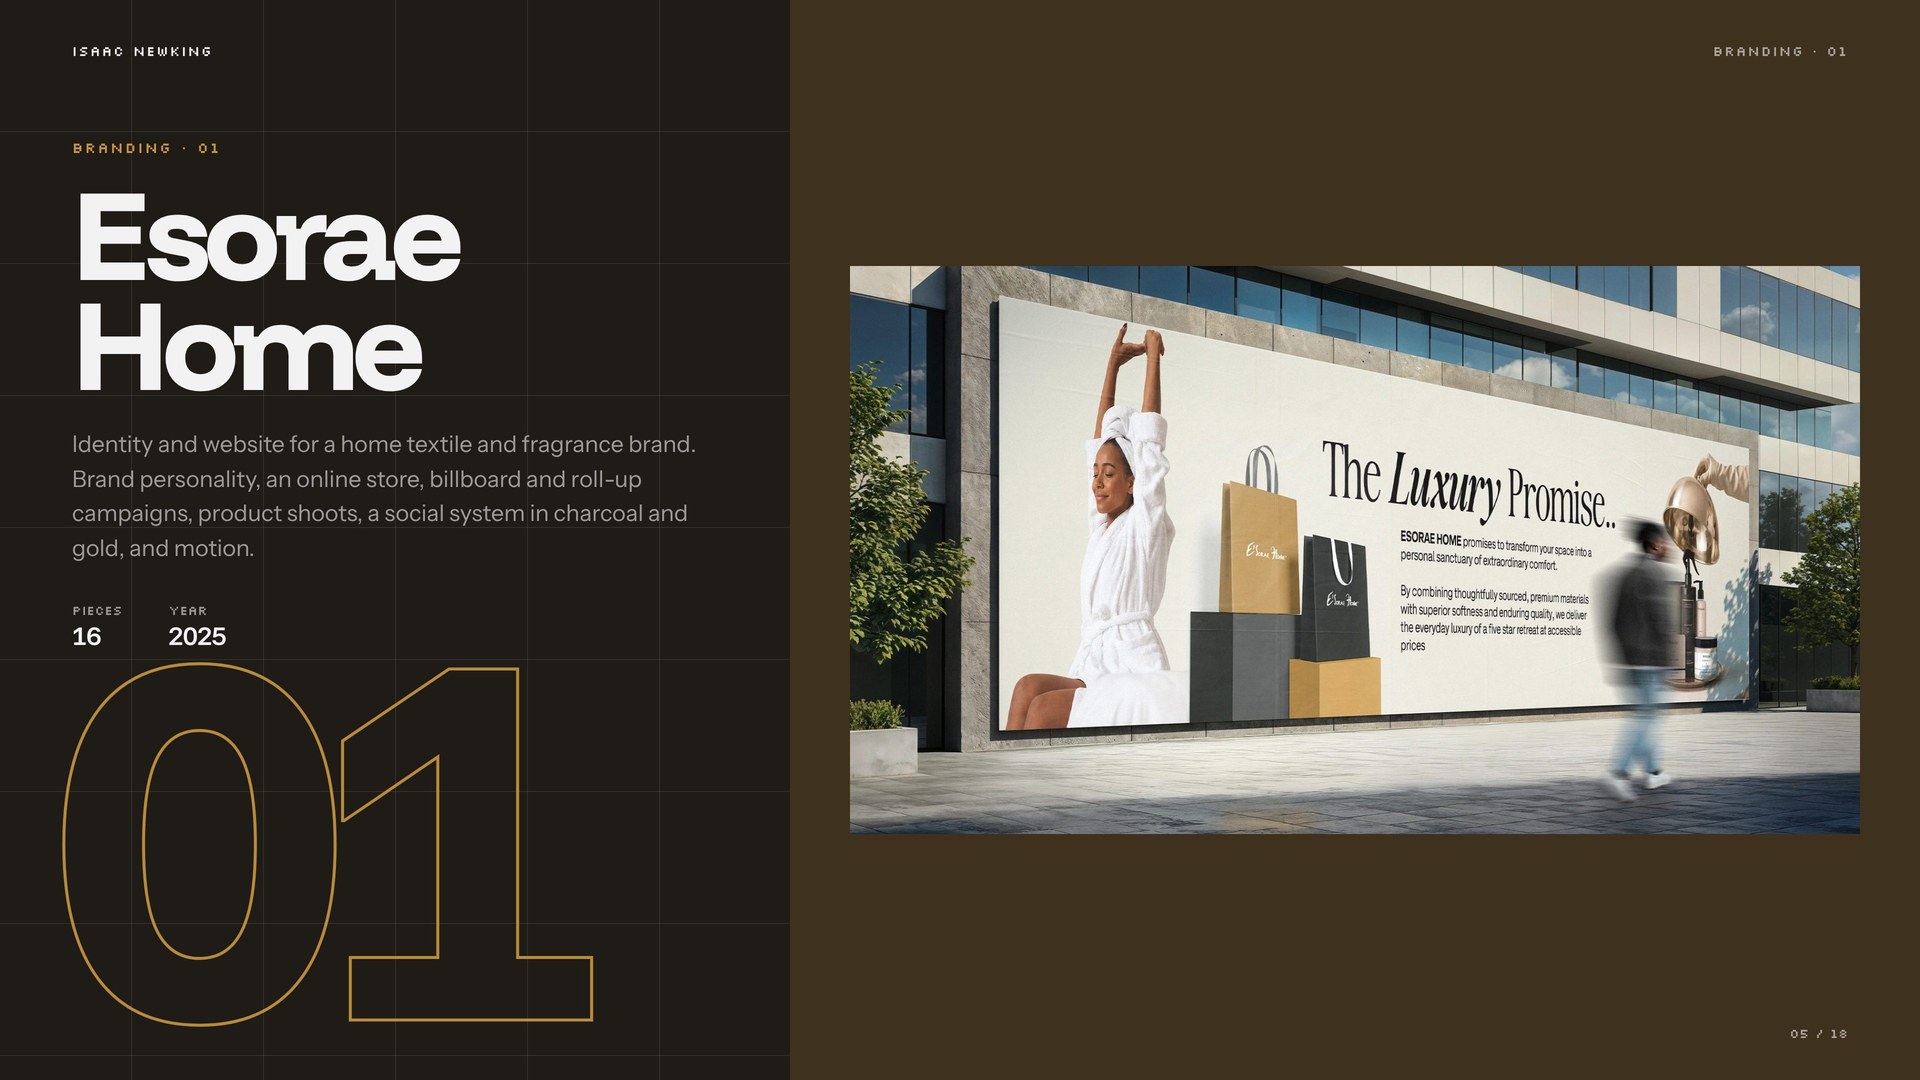 ISAAC NEWKING
BRANDING · 01
BRANDING · 01
Esorae
Home
Identity and website for a home textile and fragrance brand.
Brand personality, an online store, billboard and roll-up
campaigns, product shoots, a social system in charcoal and
gold, and motion.
PIECES
16
YEAR
2025
01
The Luxury Promise..
ESORAE HOME promises to transform your space into a
personal sanctuary of extraordinary comfort.
By combining thoughtfully sourced, premium materials
with superior softness and enduring quality, we deliver
the everyday luxury of a five star retreat at accessible
prices
E'Sorae Home
E'Sorae Home
05 / 18